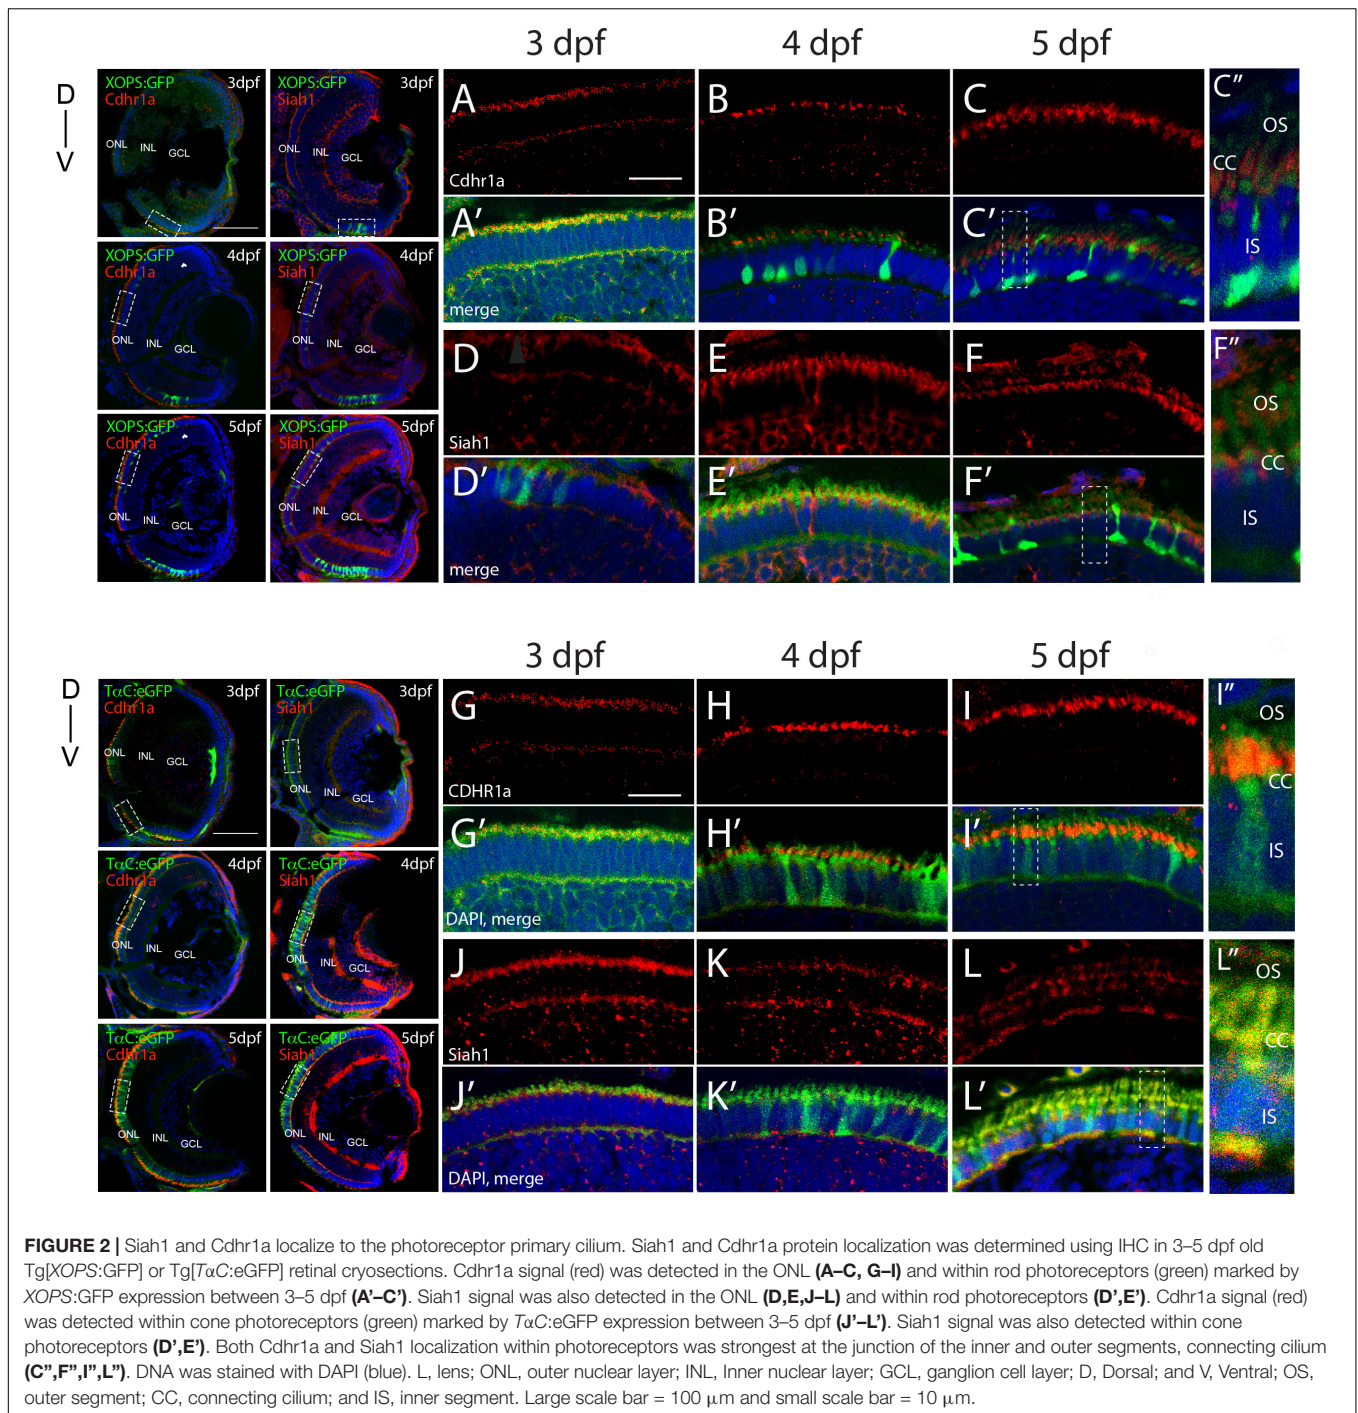 3 dpf 4 dpf 5 dpf
D
V
XOPS:GFP 3dpf
Cdhr1a
ONL INL GCL
XOPS:GFP 3dpf
Siah1
ONL INL GCL
XOPS:GFP 4dpf
Cdhr1a
ONL INL GCL
XOPS:GFP 4dpf
Siah1
ONL INL GCL
XOPS:GFP 5dpf
Cdhr1a
ONL INL GCL
XOPS:GFP 5dpf
Siah1
ONL INL GCL
A
Cdhr1a
B
C
C”
OS
CC
IS
A’
merge
B’
C’
D
Siah1
E
F
F”
OS
CC
IS
D’
merge
E’
F’
3 dpf 4 dpf 5 dpf
IS
CC
D
V
TαC:eGFP 3dpf
Cdhr1a
ONL INL GCL
TαC:eGFP 3dpf
Siah1
ONL INL GCL
TαC:eGFP 4dpf
Cdhr1a
ONL INL GCL
TαC:eGFP 4dpf
Siah1
ONL INL GCL
TαC:eGFP 5dpf
Cdhr1a
ONL INL GCL
TαC:eGFP 5dpf
Siah1
ONL INL GCL
G
CDHR1a
H
I
I”
OS
CC
IS
G’
DAPI, merge
H’
I’
J
Siah1
K
L
L”
OS
CC
IS
J’
DAPI, merge
K’
L’
FIGURE 2 | Siah1 and Cdhr1a localize to the photoreceptor primary cilium. Siah1 and Cdhr1a protein localization was determined using IHC in 3–5 dpf old
Tg[XOPS:GFP] or Tg[TαC:eGFP] retinal cryosections. Cdhr1a signal (red) was detected in the ONL (A–C, G–I) and within rod photoreceptors (green) marked by
XOPS:GFP expression between 3–5 dpf (A’–C’). Siah1 signal was also detected in the ONL (D,E,J–L) and within rod photoreceptors (D’,E’). Cdhr1a signal (red)
was detected within cone photoreceptors (green) marked by TαC:eGFP expression between 3–5 dpf (J’–L’). Siah1 signal was also detected within cone
photoreceptors (D’,E’). Both Cdhr1a and Siah1 localization within photoreceptors was strongest at the junction of the inner and outer segments, connecting cilium
(C”,F”,I”,L”). DNA was stained with DAPI (blue). L, lens; ONL, outer nuclear layer; INL, Inner nuclear layer; GCL, ganglion cell layer; D, Dorsal; and V, Ventral; OS,
outer segment; CC, connecting cilium; and IS, inner segment. Large scale bar = 100 μm and small scale bar = 10 μm.